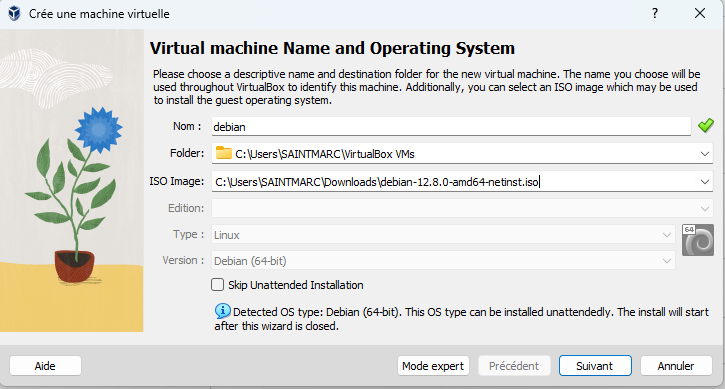 Crée une machine virtuelle
Virtual machine Name and Operating System
Please choose a descriptive name and destination folder for the new virtual machine. The name you choose will be
used throughout VirtualBox to identify this machine. Additionally, you can select an ISO image which may be used
to install the guest operating system.
Nom : debian
Folder: C:\Users\SAINTMARC\VirtualBox VMs
ISO Image: C:\Users\SAINTMARC\Downloads\debian-12.8.0-amd64-netinst.iso
Edition:
Type : Linux
64
Version : Debian (64-bit)
Skip Unattended Installation
Detected OS type: Debian (64-bit). This OS type can be installed unattendedly. The install will start
after this wizard is closed.
Aide Mode expert Précédent Suivant Annuler